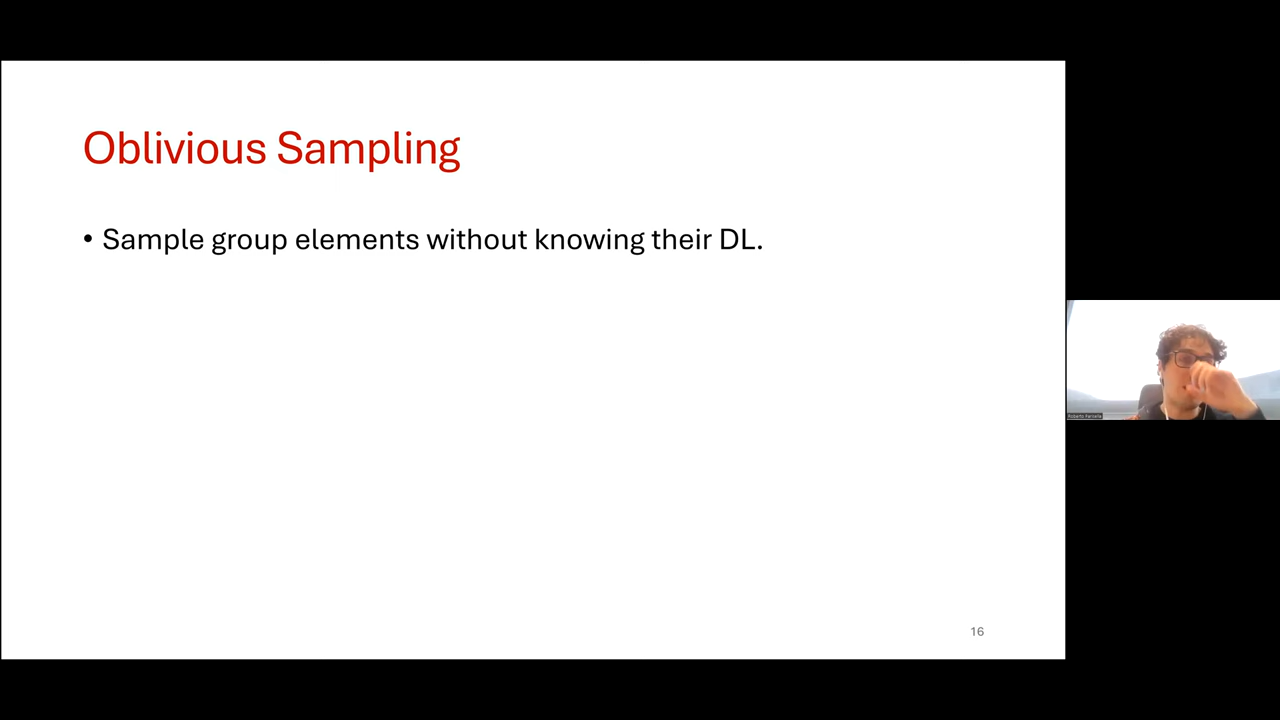 Oblivious Sampling
• Sample group elements without knowing their DL.
16